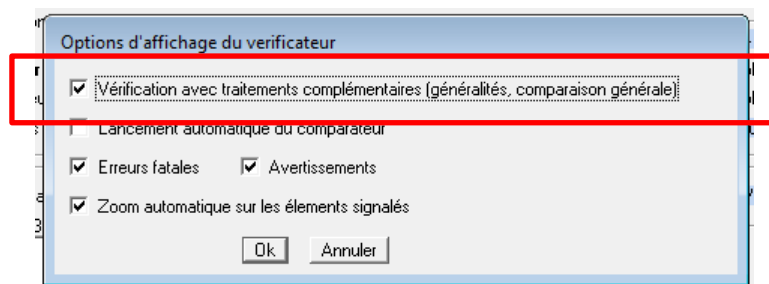 Options d'affichage du verificateur
Vérification avec traitements complémentaires (généralités, comparaison générale)
Lancement automatique du comparateur
Erreurs fatales Avertissements
Zoom automatique sur les élements signalés
Ok Annuler